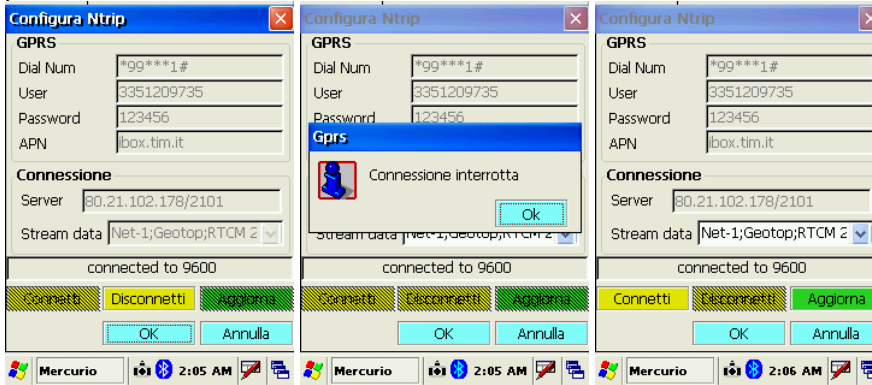 Configura Ntrip
GPRS
Dial Num *99***1#
User 3351209735
Password 123456
APN ibox.tim.it
Connessione
Server 80.21.102.178/2101
Stream data Net-1;Geotop;RTCM 2
connected to 9600
Connetti Disconnetti Aggiorna
OK Annulla
Mercurio 2:05 AM
Configura Ntrip
GPRS
Dial Num *99***1#
User 3351209735
Password 123456
Gprs
Connessione interrotta
Ok
Stream data Net-1;Geotop;RTCM 2
connected to 9600
Connetti Disconnetti Aggiorna
OK Annulla
Mercurio 2:05 AM
Configura Ntrip
GPRS
Dial Num *99***1#
User 3351209735
Password 123456
APN ibox.tim.it
Connessione
Server 80.21.102.178/2101
Stream data Net-1;Geotop;RTCM 2
connected to 9600
Connetti Disconnetti Aggiorna
OK Annulla
Mercurio 2:06 AM